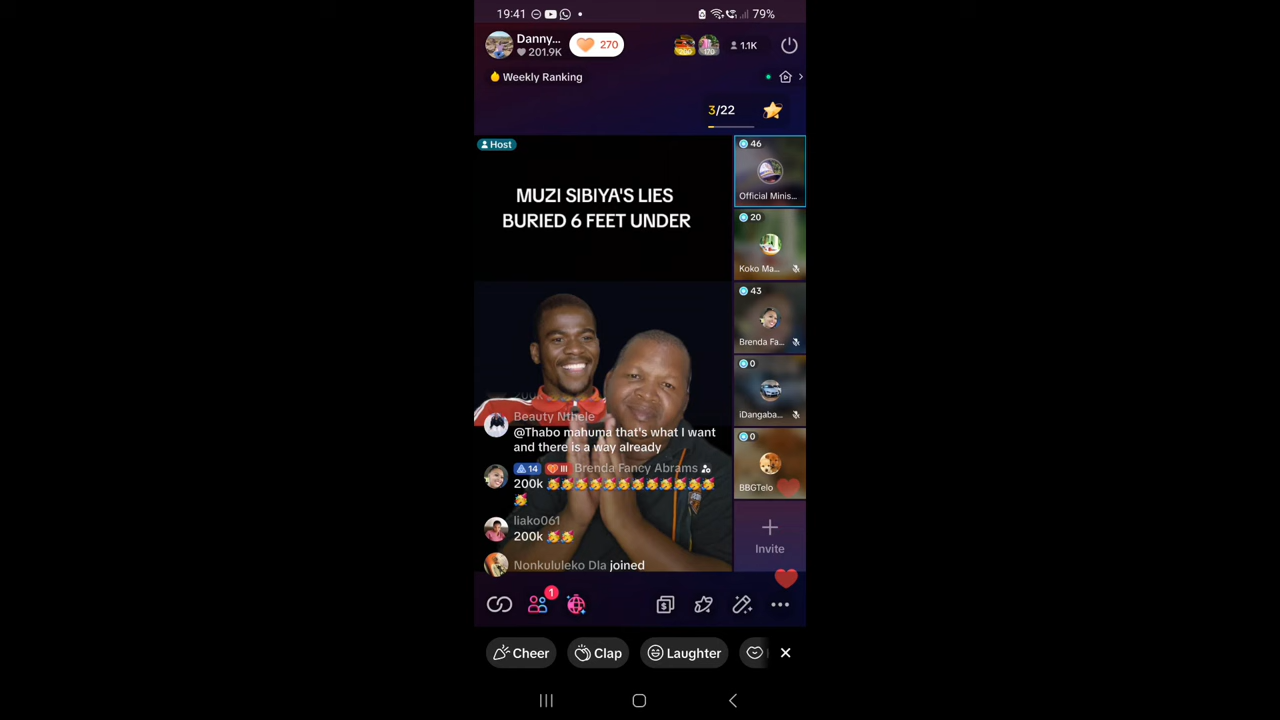 19:41
79%
Danny...
201.9K
270
200
170
1.1K
Weekly Ranking
3/22
Host
MUZI SIBIYA'S LIES
BURIED 6 FEET UNDER
46
Official Minis...
20
Koko Ma...
43
Brenda Fa...
0
iDangaba...
0
BBGTelo
Beauty Nthele
@Thabo mahuma that's what I want
and there is a way already
14 III Brenda Fancy Abrams
200k 🥳🥳🥳🥳🥳🥳🥳🥳🥳🥳🥳🥳
🥳
liako061
200k 🥳🥳
Nonkululeko Dla joined
Invite
1
Cheer
Clap
Laughter